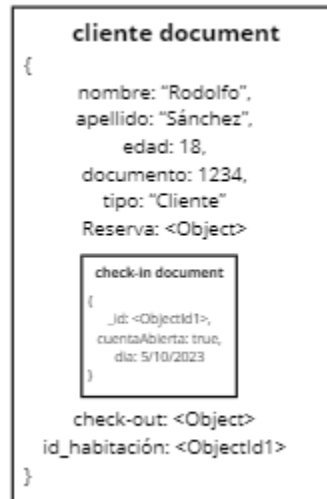 cliente document
{
nombre: "Rodolfo",
apellido: "Sánchez",
edad: 18,
documento: 1234,
tipo: "Cliente"
Reserva: <Object>
check-in document
{
_id: <ObjectId1>,
cuentaAbierta: true,
dia: 5/10/2023
}
check-out: <Object>
id_habitación: <ObjectId1>
}